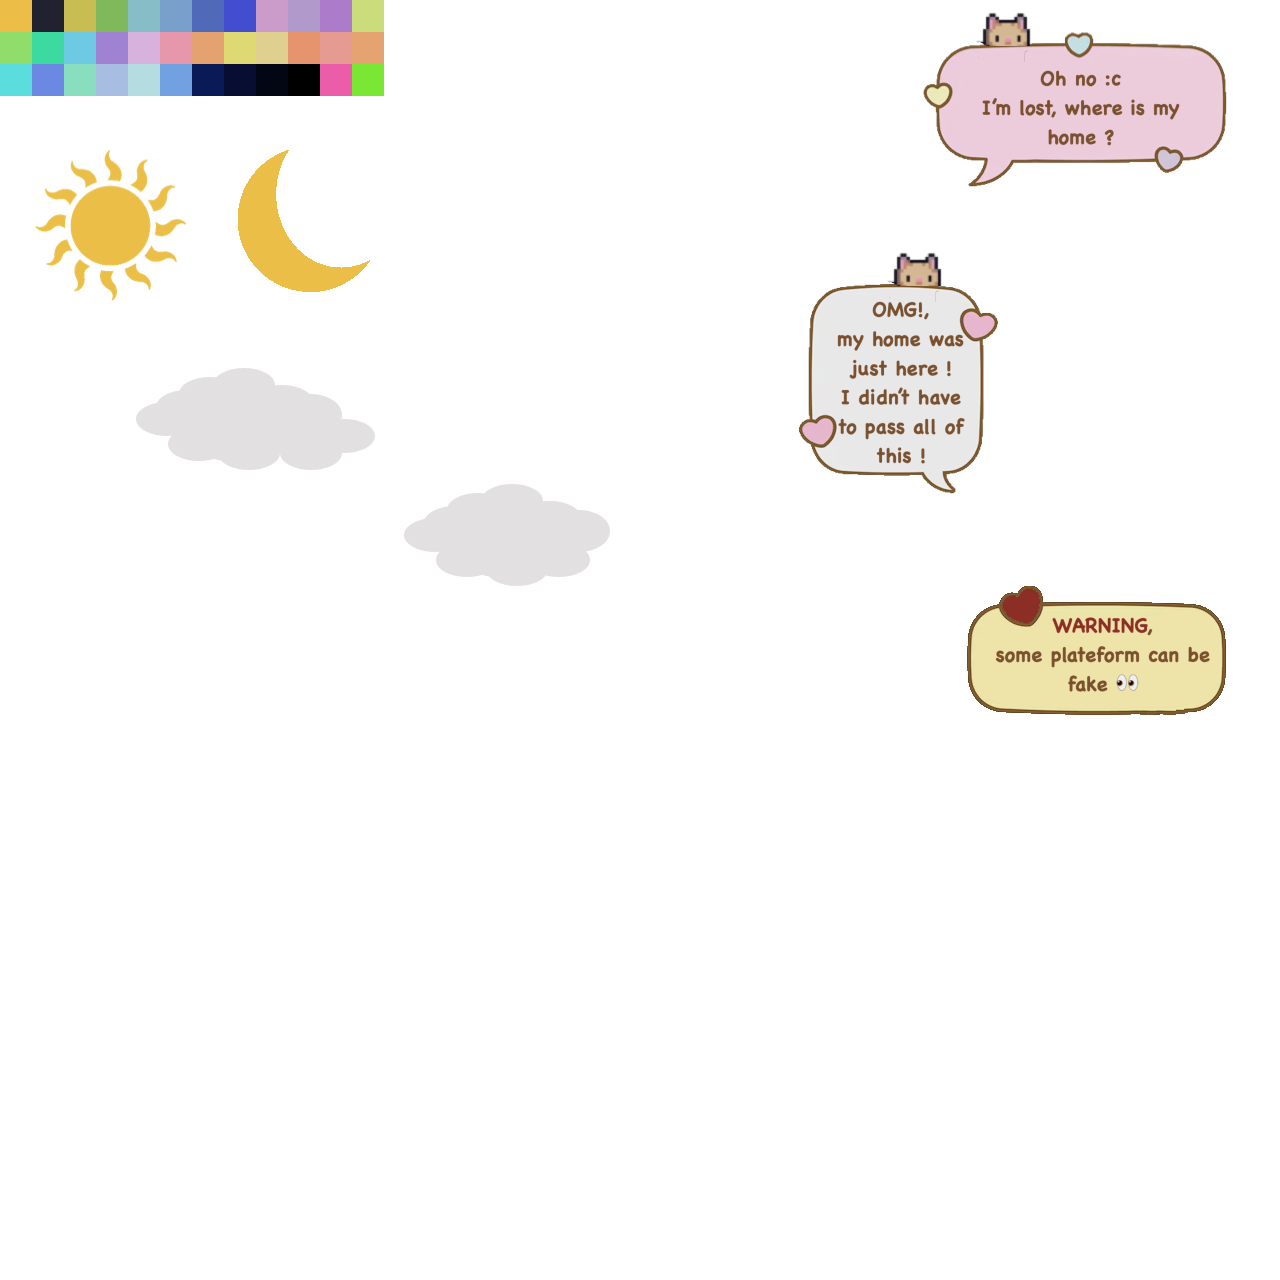 Oh no :c
I'm lost, where is my
home ?
OMG!,
my home was
just here !
I didn't have
to pass all of
this !
WARNING,
some plateform can be
fake 👀